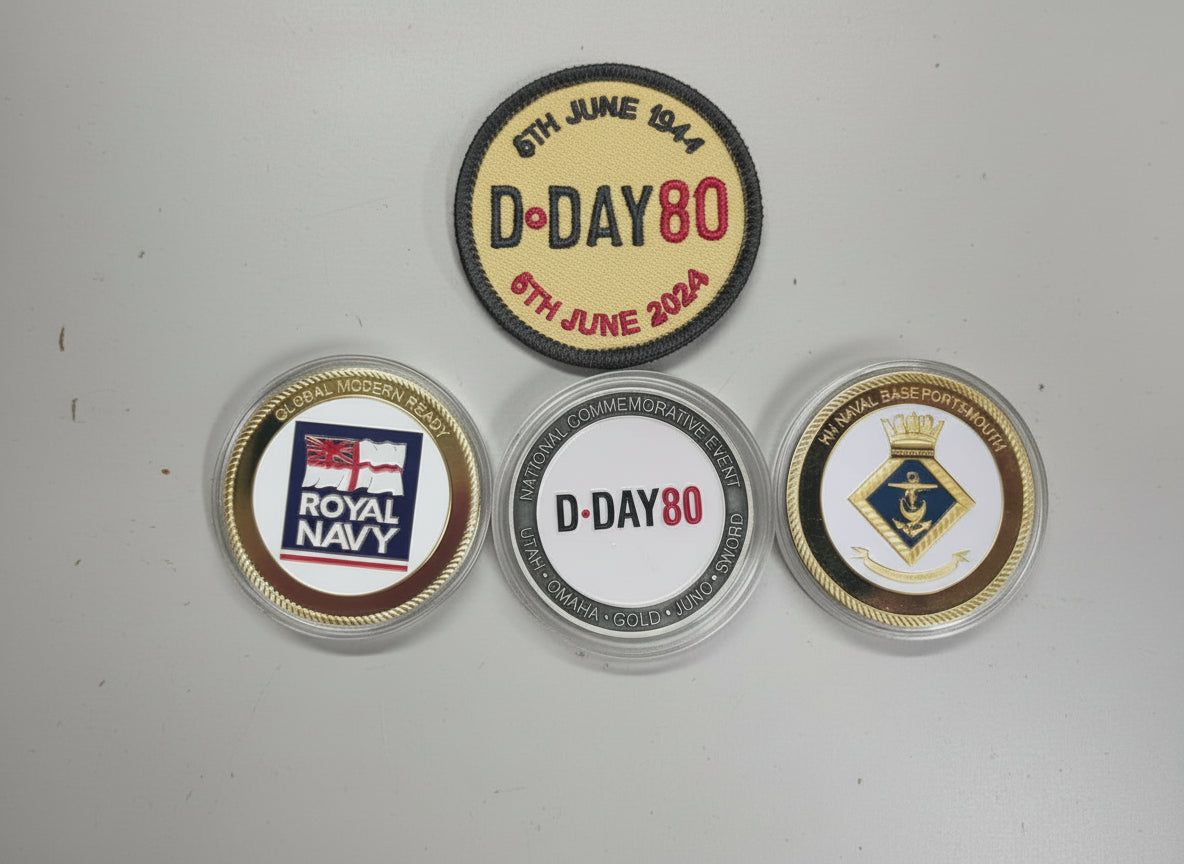 6TH JUNE 1944
D•DAY80
6TH JUNE 2024
GLOBAL MODERN READY
ROYAL
NAVY
NATIONAL COMMEMORATIVE EVENT
D•DAY80
UTAH • OMAHA • GOLD • JUNO • SWORD
HM NAVAL BASE PORTSMOUTH